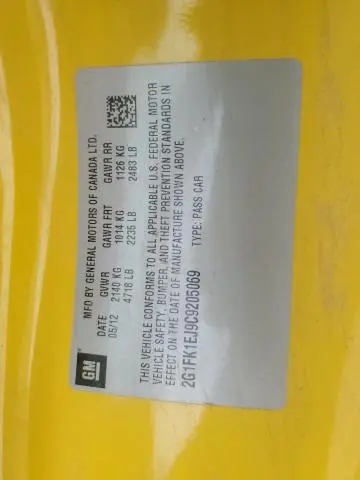 GM
MFD BY GENERAL MOTORS OF CANADA LTD.
DATE GVWR GAWR FRT GAWR RR
05/12 2140 KG 1014 KG 1126 KG
4718 LB 2235 LB 2483 LB
THIS VEHICLE CONFORMS TO ALL APPLICABLE U.S. FEDERAL MOTOR
VEHICLE SAFETY, BUMPER, AND THEFT PREVENTION STANDARDS IN
EFFECT ON THE DATE OF MANUFACTURE SHOWN ABOVE.
2G1FK1EJ9C9205069 TYPE: PASS CAR